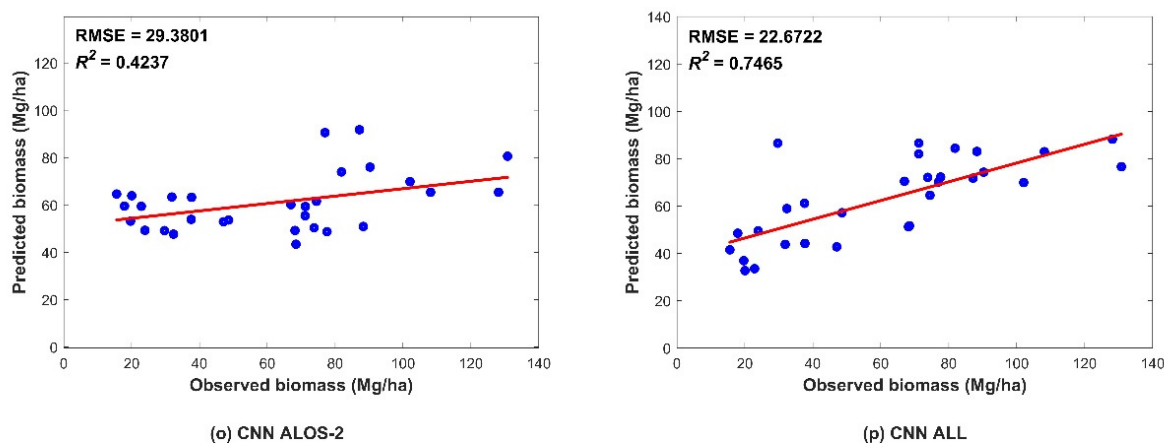 RMSE = 29.3801
R² = 0.4237
120
100
80
60
40
20
0
0 20 40 60 80 100 120 140
Predicted biomass (Mg/ha)
Observed biomass (Mg/ha)
(o) CNN ALOS-2
140
RMSE = 22.6722
R² = 0.7465
120
100
80
60
40
20
0
0 20 40 60 80 100 120 140
Predicted biomass (Mg/ha)
Observed biomass (Mg/ha)
(p) CNN ALL